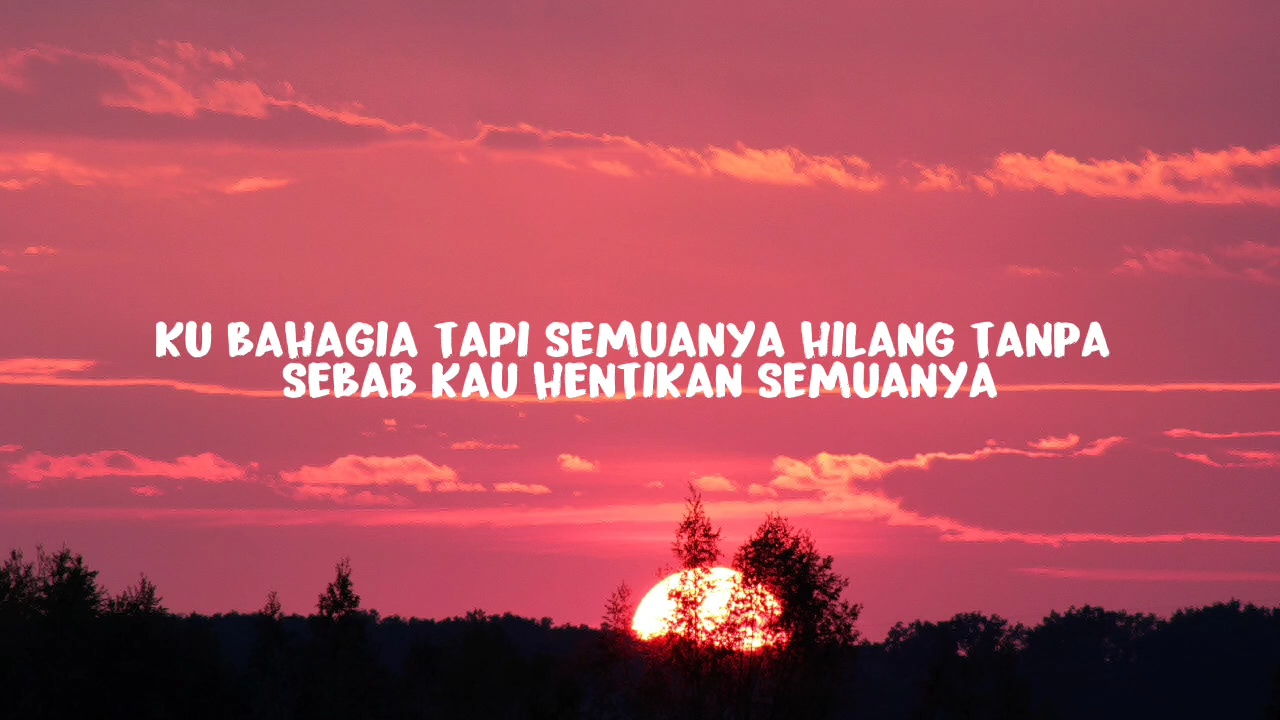 KU BAHAGIA TAPI SEMUANYA HILANG TANPA
SEBAB KAU HENTIKAN SEMUANYA